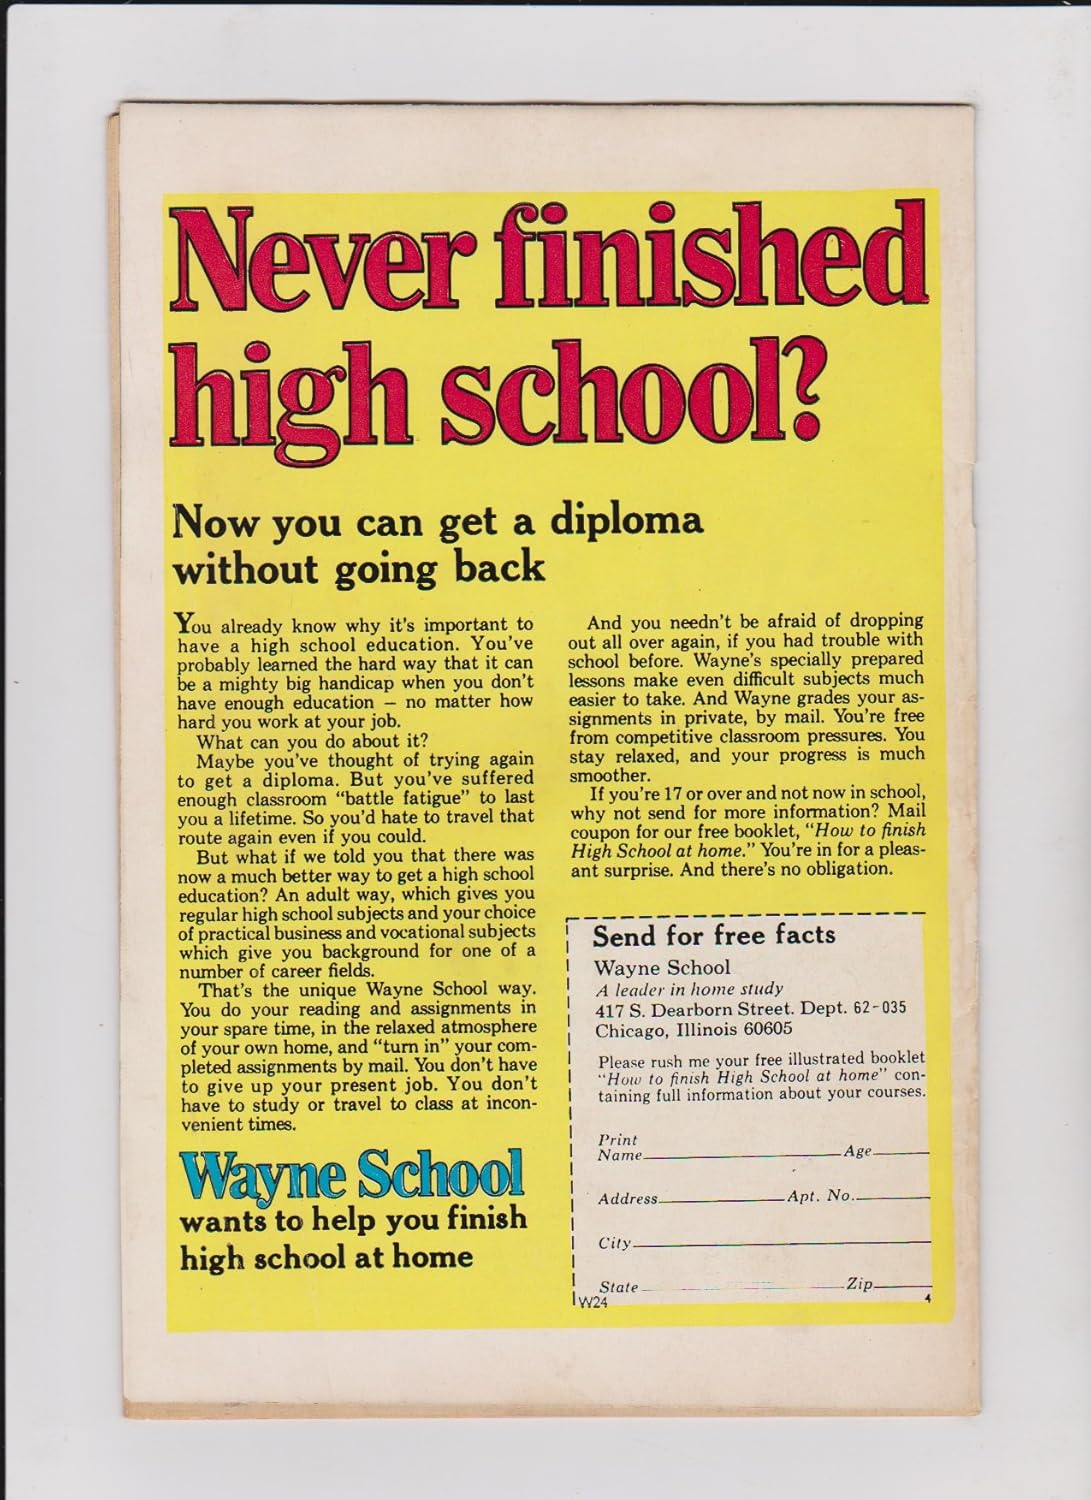 Never finished
high school?
Now you can get a diploma
without going back
You already know why it's important to
have a high school education. You've
probably learned the hard way that it can
be a mighty big handicap when you don't
have enough education – no matter how
hard you work at your job.
What can you do about it?
Maybe you've thought of trying again
to get a diploma. But you've suffered
enough classroom "battle fatigue" to last
you a lifetime. So you'd hate to travel that
route again even if you could.
But what if we told you that there was
now a much better way to get a high school
education? An adult way, which gives you
regular high school subjects and your choice
of practical business and vocational subjects
which give you background for one of a
number of career fields.
That's the unique Wayne School way.
You do your reading and assignments in
your spare time, in the relaxed atmosphere
of your own home, and "turn in" your com-
pleted assignments by mail. You don't have
to give up your present job. You don't
have to study or travel to class at incon-
venient times.
Wayne School
wants to help you finish
high school at home
And you needn't be afraid of dropping
out all over again, if you had trouble with
school before. Wayne's specially prepared
lessons make even difficult subjects much
easier to take. And Wayne grades your as-
signments in private, by mail. You're free
from competitive classroom pressures. You
stay relaxed, and your progress is much
smoother.
If you're 17 or over and not now in school,
why not send for more information? Mail
coupon for our free booklet, "How to finish
High School at home." You're in for a pleas-
ant surprise. And there's no obligation.
Send for free facts
Wayne School
A leader in home study
417 S. Dearborn Street. Dept. 62-035
Chicago, Illinois 60605
Please rush me your free illustrated booklet
"How to finish High School at home" con-
taining full information about your courses.
Print
Name Age
Address Apt. No.
City
State Zip
W24 4